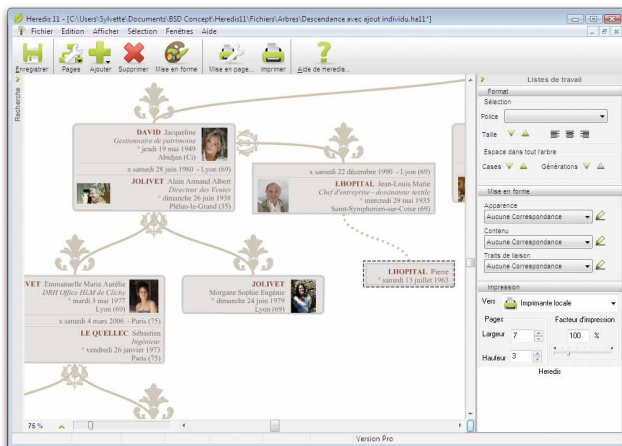 Heredis 11 - [C:\Users\Sylvette\Documents\BSD Concept\Heredis11\Fichiers\Arbres\Descendance avec ajout individu.ha11*]
Fichier Edition Afficher Sélection Fenêtres Aide
Enregistrer Pages Ajouter Supprimer Mise en forme Mise en page... Imprimer Aide de Heredis...
Recherche
DAVID Jacqueline
Gestionnaire de patrimoine
° jeudi 19 mai 1949
Abidjan (Ci)
x samedi 28 juin 1980 - Lyon (69)
JOLIVET Alain Armand Albert
Directeur des Ventes
° dimanche 26 juin 1938
Plélan-le-Grand (35)
x samedi 22 décembre 1980 - Lyon (69)
LHOPITAL Jean-Louis Marie
Chef d'entreprise - dessinateur textile
° mercredi 29 mai 1935
Saint-Symphorien-sur-Coise (69)
LHOPITAL Pierre
° samedi 13 juillet 1963
VET Emmanuelle Marie Aurélie
DRH Office HLM de Clichy
° mardi 3 mai 1977
Lyon (69)
x samedi 4 mars 2006 - Paris (75)
LE QUELLEC Sébastien
Ingénieur
° vendredi 26 janvier 1973
Paris (75)
JOLIVET
Morgane Sophie Eugénie
° dimanche 24 juin 1979
Lyon (69)
Listes de travail
Format
Sélection
Police
Taille
Espace dans tout l'arbre
Cases Générations
Mise en forme
Apparence
Aucune Correspondance
Contenu
Aucune Correspondance
Traits de liaison
Aucune Correspondance
Impression
Vers Imprimante locale
Pages Facteur d'impression
Largeur 7 100 %
Hauteur 3
Heredis
75 %
Version Pro